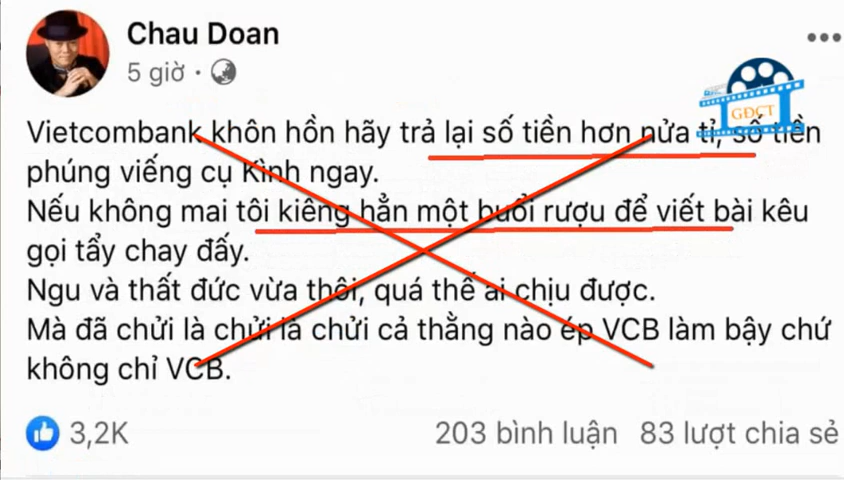 Chau Doan
5 giờ
GĐCT
Vietcombank khôn hồn hãy trả lại số tiền hơn nửa tỉ, số tiền
phúng viếng cụ Kình ngay.
Nếu không mai tôi kiêng hẳn một buổi rượu để viết bài kêu
gọi tẩy chay đấy.
Ngu và thất đức vừa thôi, quá thế ai chịu được.
Mà đã chửi là chửi là chửi cả thằng nào ép VCB làm bậy chứ
không chỉ VCB.
3,2K
203 bình luận 83 lượt chia sẻ